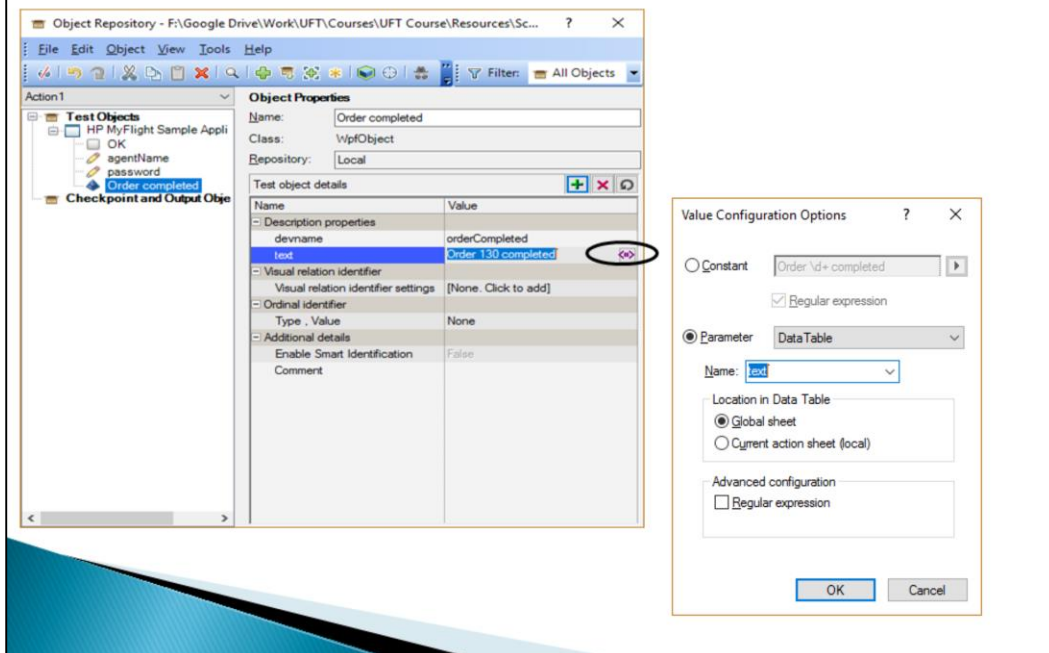 Object Repository - F:\Google Drive\Work\UFT\Courses\UFT Course\Resources\Sc... ? ×
File Edit Object View Tools Help
Filter: All Objects
Action1
Test Objects
HP MyFlight Sample Appli
OK
agentName
password
Order completed
Checkpoint and Output Obje
Object Properties
Name: Order completed
Class: WpfObject
Repository: Local
Test object details
Name Value
Description properties
devname orderCompleted
text Order 130 completed
Visual relation identifier
Visual relation identifier settings [None. Click to add]
Ordinal identifier
Type , Value None
Additional details
Enable Smart Identification False
Comment
Value Configuration Options ? ×
Constant Order \d+ completed
Regular expression
Parameter DataTable
Name: text
Location in Data Table
Global sheet
Current action sheet (local)
Advanced configuration
Regular expression
OK Cancel